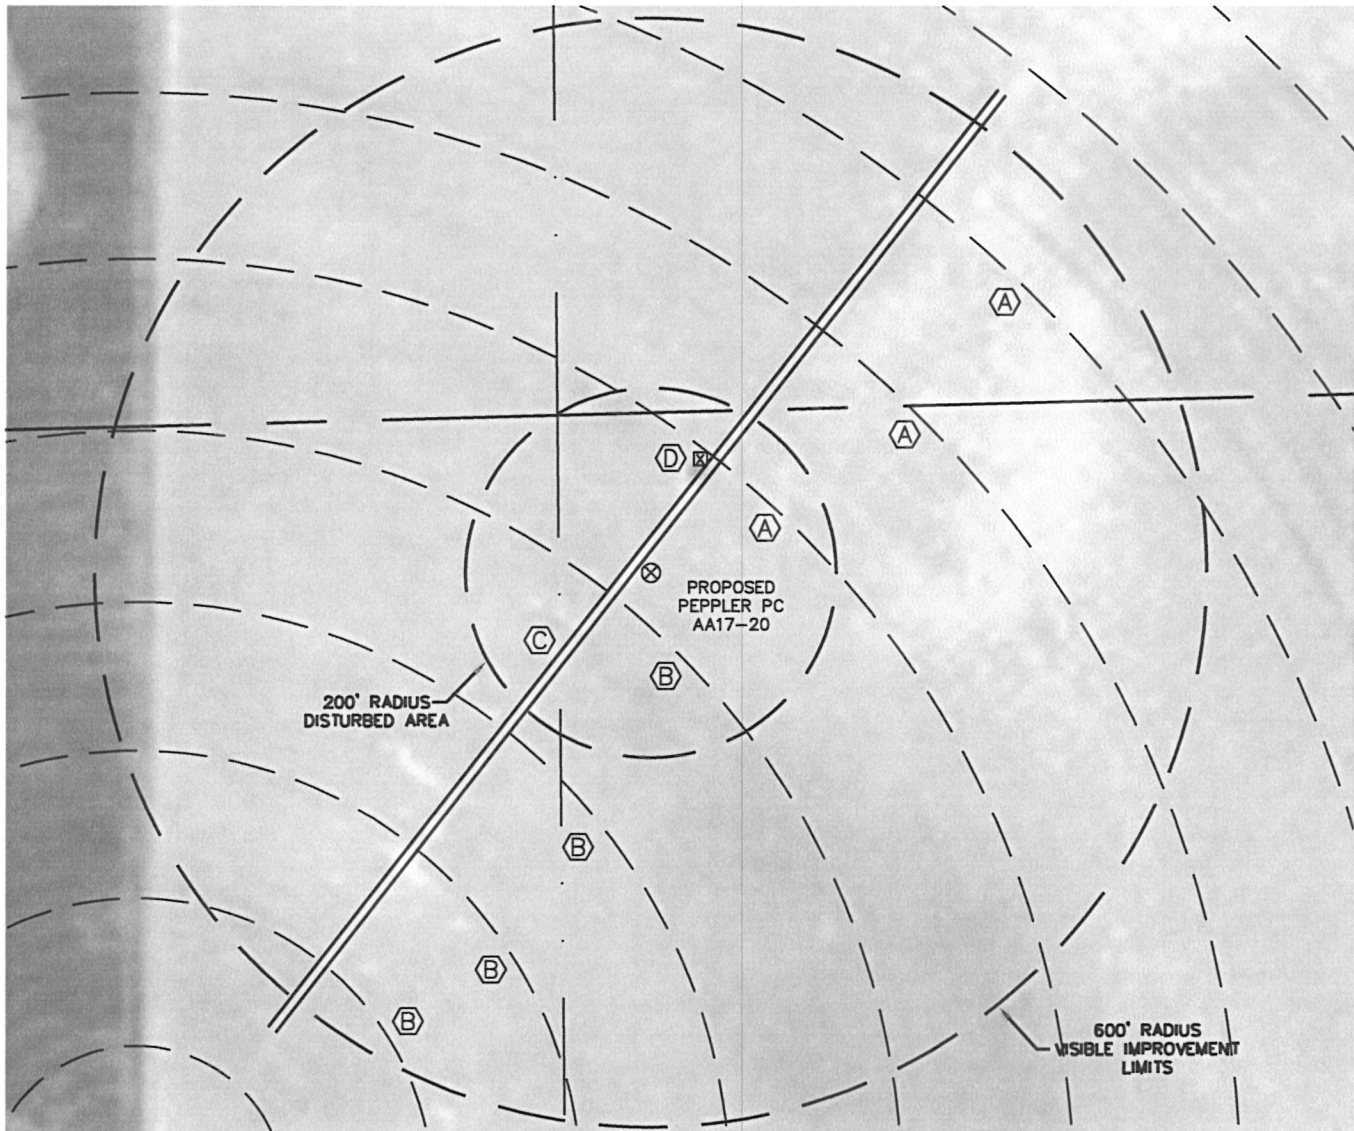 A
A
D
A
PROPOSED
PEPPLER PC
AA17-20
C
B
200' RADIUS
DISTURBED AREA
B
B
B
600' RADIUS
VISIBLE IMPROVEMENT
LIMITS